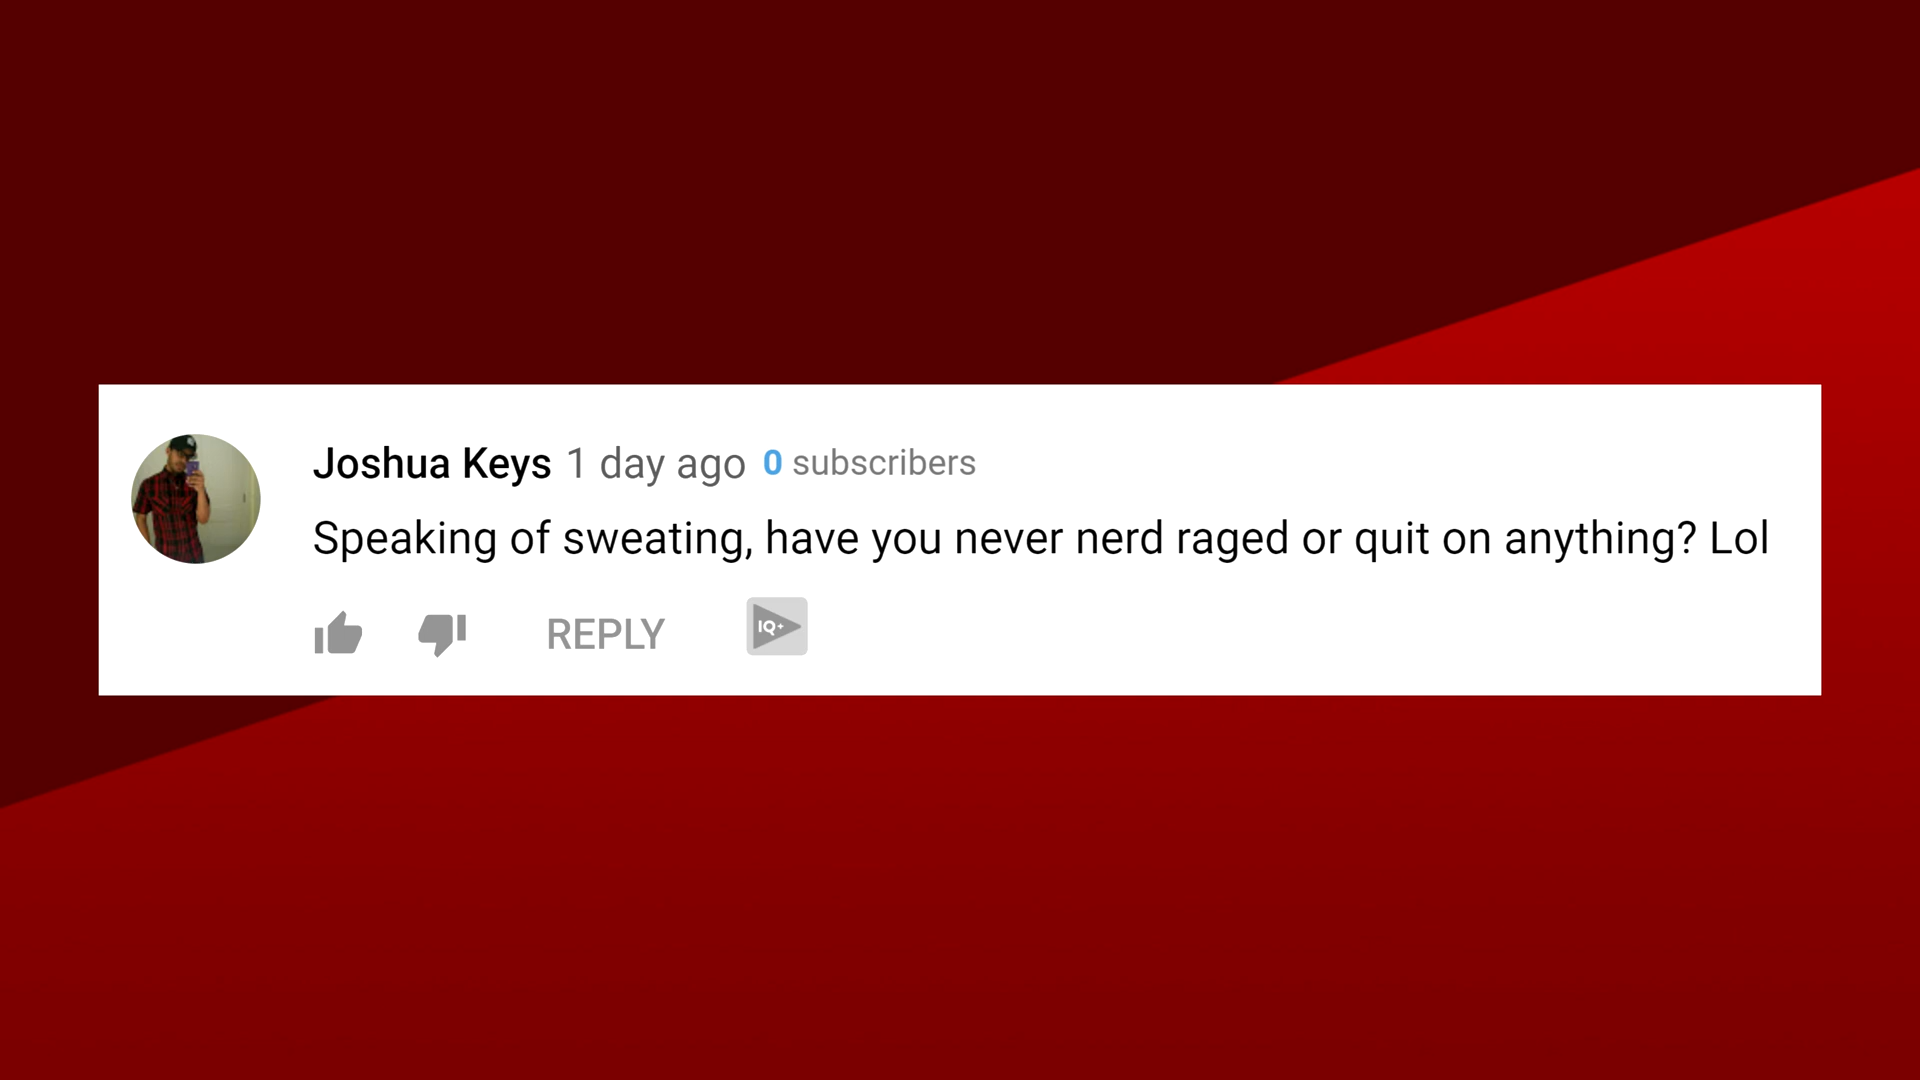 Joshua Keys 1 day ago 0 subscribers
Speaking of sweating, have you never nerd raged or quit on anything? Lol
REPLY IQ+